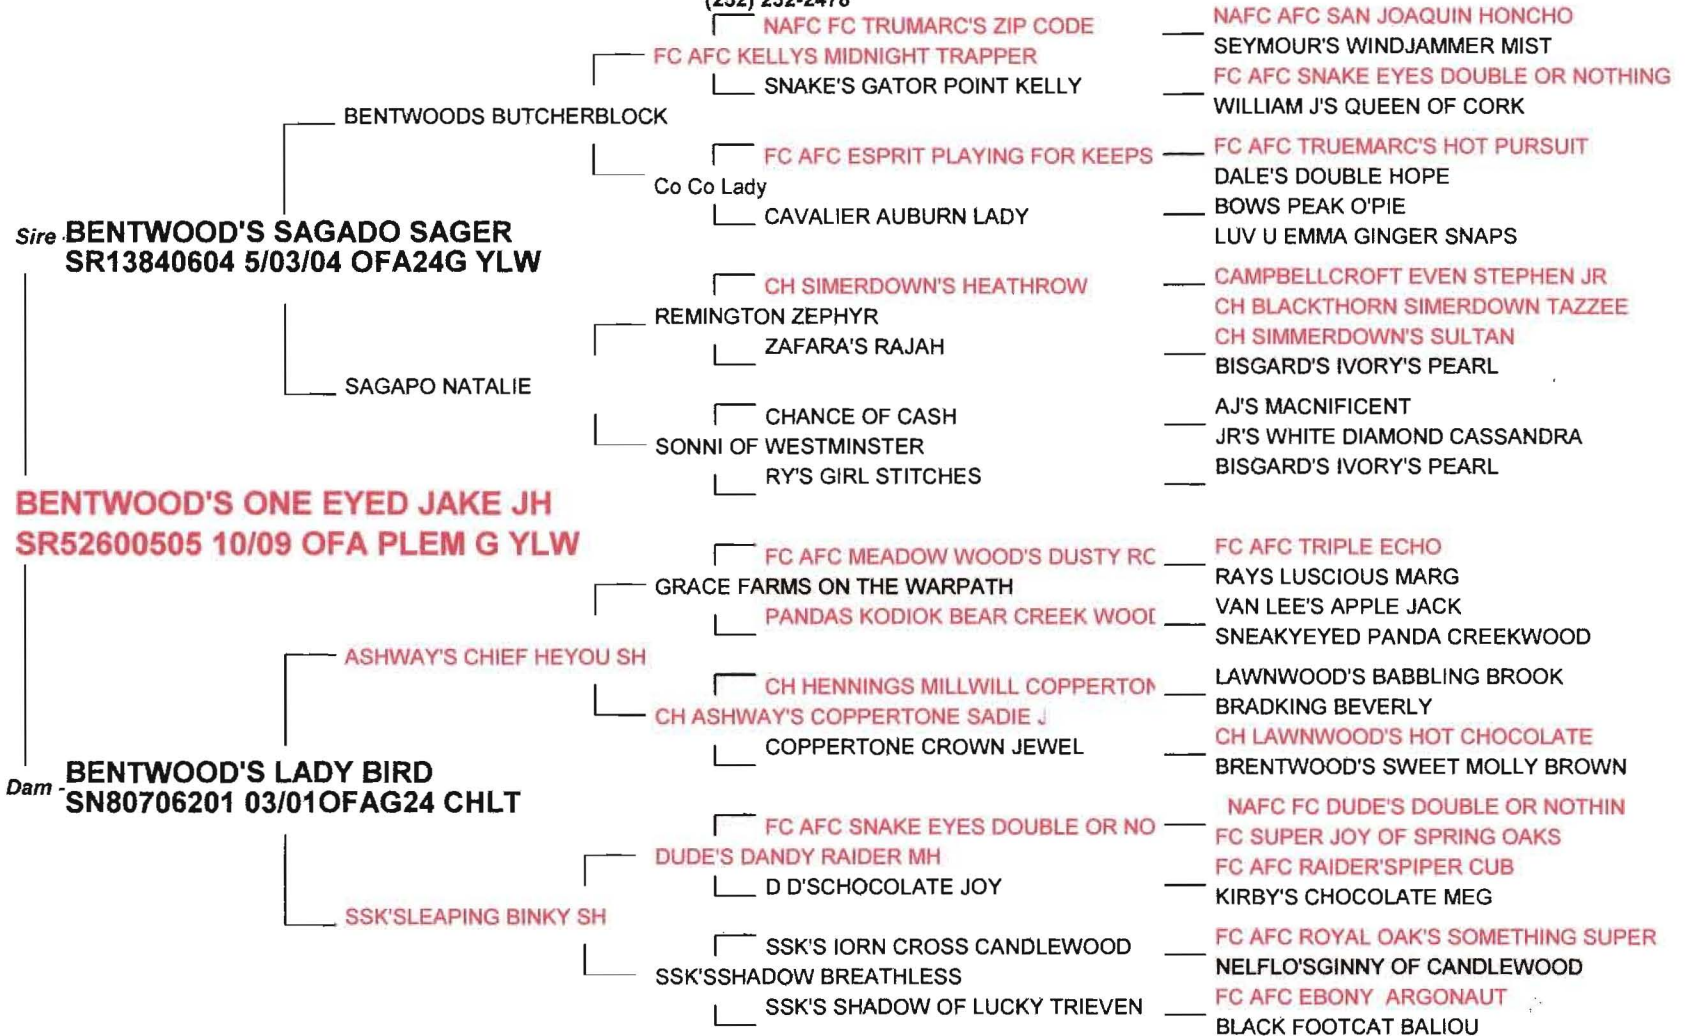 (252) 252-2478
NAFC FC TRUMARC'S ZIP CODE
NAFC AFC SAN JOAQUIN HONCHO
SEYMOUR'S WINDJAMMER MIST
FC AFC KELLYS MIDNIGHT TRAPPER
SNAKE'S GATOR POINT KELLY
FC AFC SNAKE EYES DOUBLE OR NOTHING
WILLIAM J'S QUEEN OF CORK
BENTWOODS BUTCHERBLOCK
FC AFC ESPRIT PLAYING FOR KEEPS
FC AFC TRUEMARC'S HOT PURSUIT
DALE'S DOUBLE HOPE
Co Co Lady
CAVALIER AUBURN LADY
BOWS PEAK O'PIE
LUV U EMMA GINGER SNAPS
Sire BENTWOOD'S SAGADO SAGER
SR13840604 5/03/04 OFA24G YLW
CH SIMERDOWN'S HEATHROW
CAMPBELLCROFT EVEN STEPHEN JR
CH BLACKTHORN SIMERDOWN TAZZEE
REMINGTON ZEPHYR
ZAFARA'S RAJAH
CH SIMMERDOWN'S SULTAN
BISGARD'S IVORY'S PEARL
SAGAPO NATALIE
CHANCE OF CASH
AJ'S MACNIFICENT
JR'S WHITE DIAMOND CASSANDRA
SONNI OF WESTMINSTER
RY'S GIRL STITCHES
BISGARD'S IVORY'S PEARL
BENTWOOD'S ONE EYED JAKE JH
SR52600505 10/09 OFA PLEM G YLW
FC AFC MEADOW WOOD'S DUSTY RC
FC AFC TRIPLE ECHO
RAYS LUSCIOUS MARG
GRACE FARMS ON THE WARPATH
PANDAS KODIOK BEAR CREEK WOOD
VAN LEE'S APPLE JACK
SNEAKYEYED PANDA CREEKWOOD
ASHWAY'S CHIEF HEYOU SH
CH HENNINGS MILLWILL COPPERTON
LAWNWOOD'S BABBLING BROOK
BRADKING BEVERLY
CH ASHWAY'S COPPERTONE SADIE J
COPPERTONE CROWN JEWEL
CH LAWNWOOD'S HOT CHOCOLATE
BRENTWOOD'S SWEET MOLLY BROWN
Dam - BENTWOOD'S LADY BIRD
SN80706201 03/01OFAG24 CHLT
FC AFC SNAKE EYES DOUBLE OR NO
NAFC FC DUDE'S DOUBLE OR NOTHIN
FC SUPER JOY OF SPRING OAKS
DUDE'S DANDY RAIDER MH
D D'SCHOCOLATE JOY
FC AFC RAIDER'SPIPER CUB
KIRBY'S CHOCOLATE MEG
SSK'SLEAPING BINKY SH
SSK'S IORN CROSS CANDLEWOOD
FC AFC ROYAL OAK'S SOMETHING SUPER
NELFLO'SGINNY OF CANDLEWOOD
SSK'SSHADOW BREATHLESS
SSK'S SHADOW OF LUCKY TRIEVEN
FC AFC EBONY ARGONAUT
BLACK FOOTCAT BALIOU